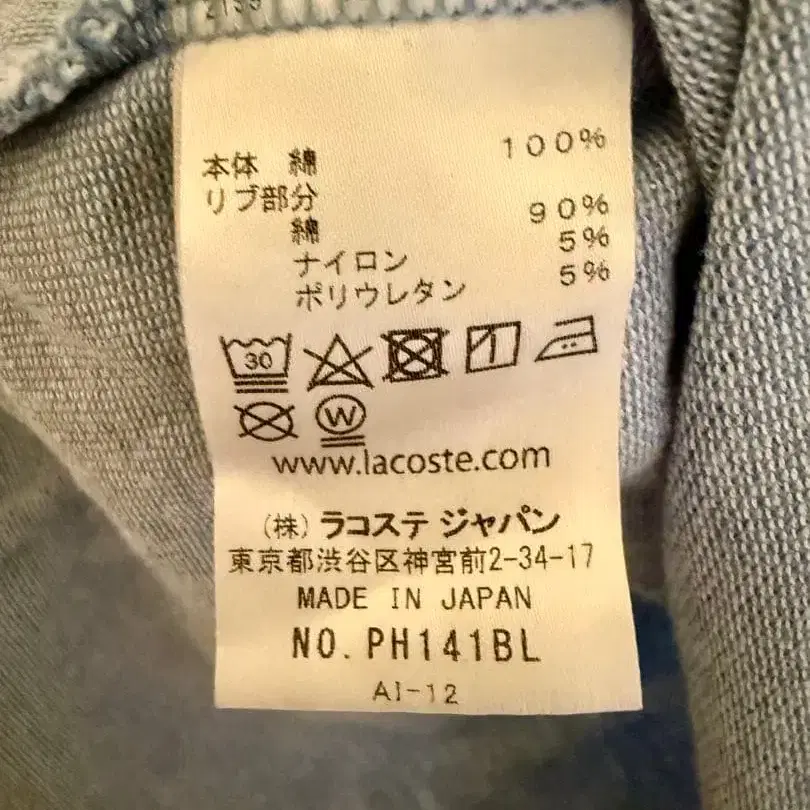 本体 綿 100%
リブ部分
綿 90%
ナイロン 5%
ポリウレタン 5%
30
W
www.lacoste.com
(株) ラコステ ジャパン
東京都渋谷区神宮前2-34-17
MADE IN JAPAN
NO. PH141BL
AI-12